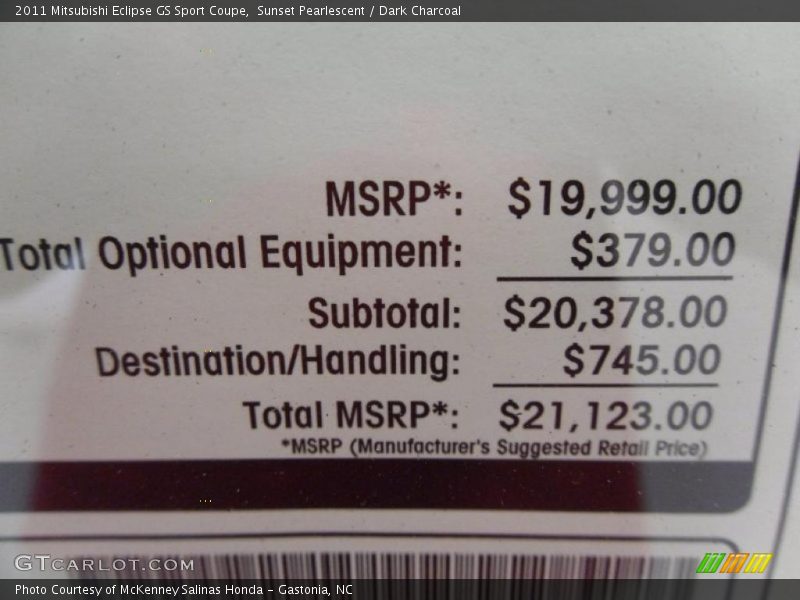 2011 Mitsubishi Eclipse GS Sport Coupe, Sunset Pearlescent / Dark Charcoal
MSRP*: $19,999.00
Total Optional Equipment: $379.00
Subtotal: $20,378.00
Destination/Handling: $745.00
Total MSRP*: $21,123.00
*MSRP (Manufacturer's Suggested Retail Price)
GTCARLOT.COM
Photo Courtesy of McKenney Salinas Honda - Gastonia, NC